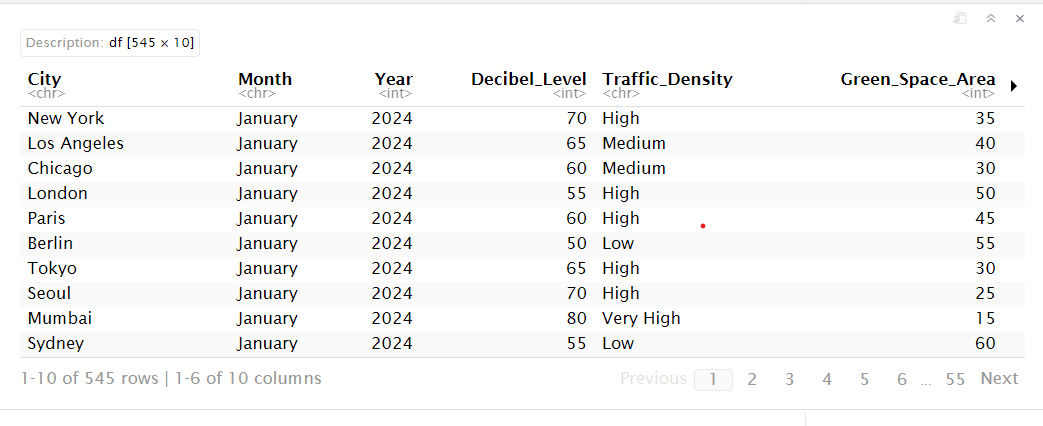 Description: df [545 × 10]
City Month Year Decibel_Level Traffic_Density Green_Space_Area
<chr> <chr> <int> <int> <chr> <int>
New York January 2024 70 High 35
Los Angeles January 2024 65 Medium 40
Chicago January 2024 60 Medium 30
London January 2024 55 High 50
Paris January 2024 60 High 45
Berlin January 2024 50 Low 55
Tokyo January 2024 65 High 30
Seoul January 2024 70 High 25
Mumbai January 2024 80 Very High 15
Sydney January 2024 55 Low 60
1-10 of 545 rows | 1-6 of 10 columns Previous 1 2 3 4 5 6 ... 55 Next